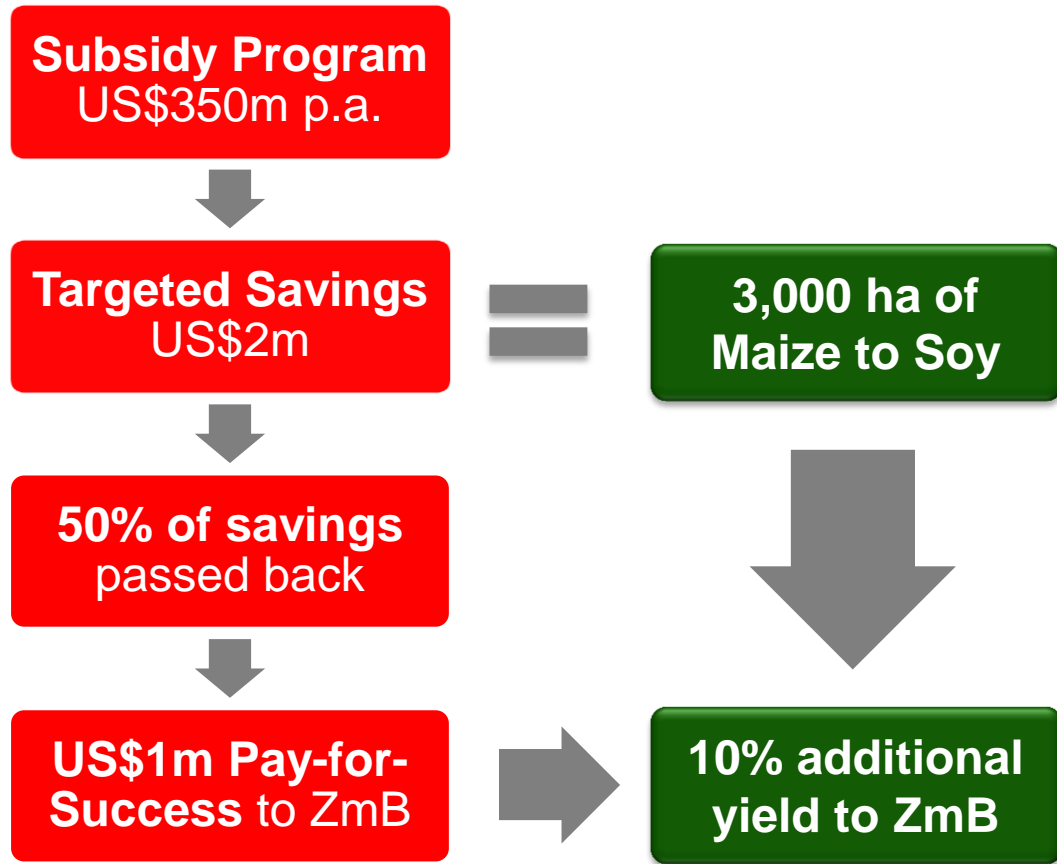 Subsidy Program
US$350m p.a.
Targeted Savings
US$2m
3,000 ha of
Maize to Soy
50% of savings
passed back
US$1m Pay-for-
Success to ZmB
10% additional
yield to ZmB